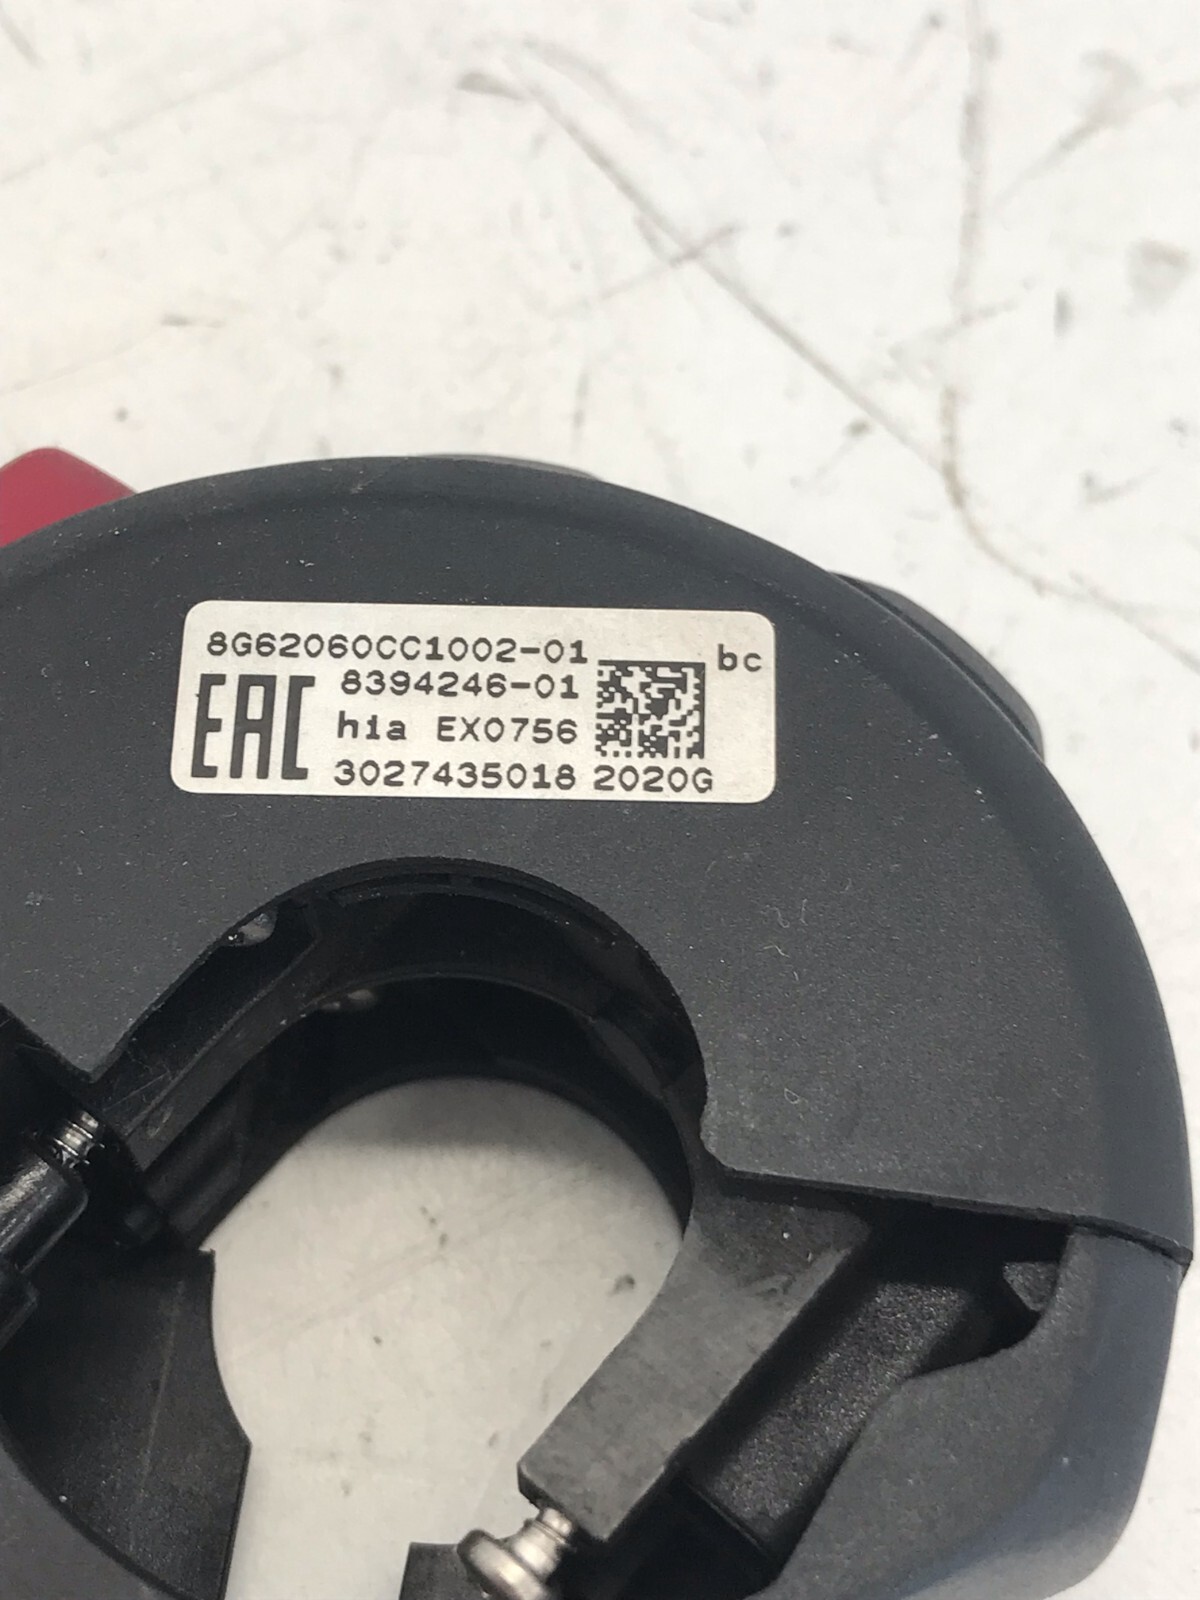 8G62060CC1002-01
bc
EAC
8394246-01
h1a EX0756
3027435018 2020G